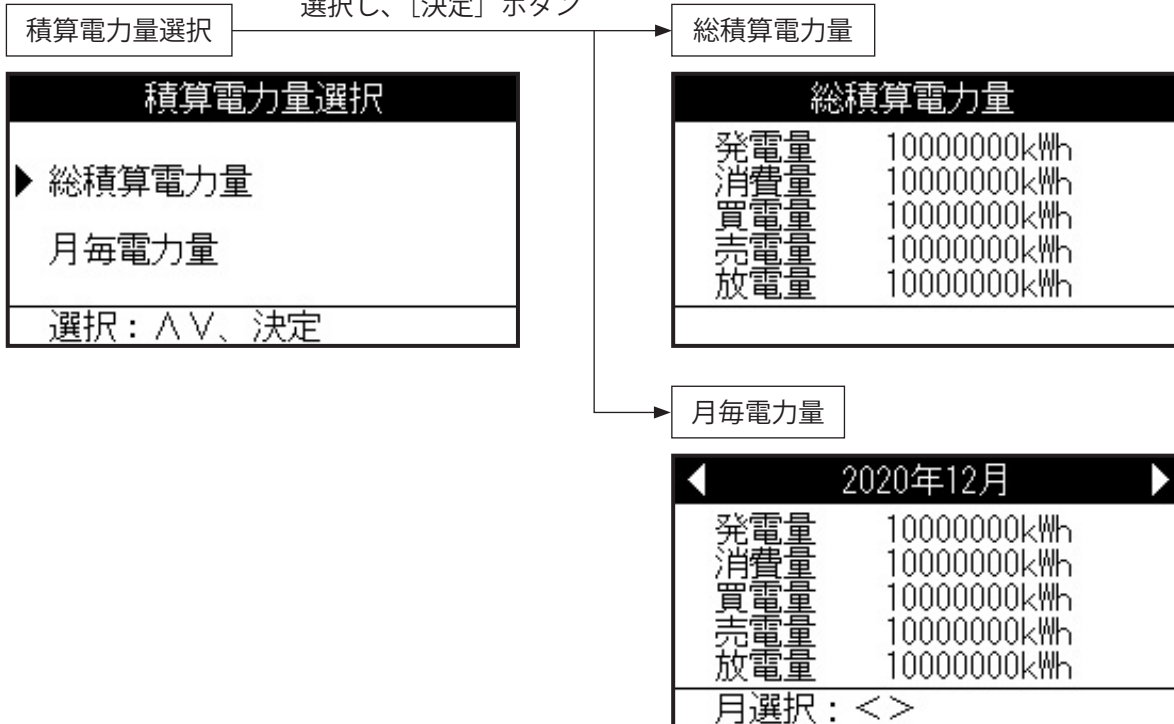 選択し、[決定] ボタン
積算電力量選択
総積算電力量
積算電力量選択
▶ 総積算電力量
月毎電力量
選択：∧∨、決定
総積算電力量
発電量 10000000kWh
消費量 10000000kWh
買電量 10000000kWh
売電量 10000000kWh
放電量 10000000kWh
月毎電力量
◀ 2020年12月 ▶
発電量 10000000kWh
消費量 10000000kWh
買電量 10000000kWh
売電量 10000000kWh
放電量 10000000kWh
月選択：＜＞